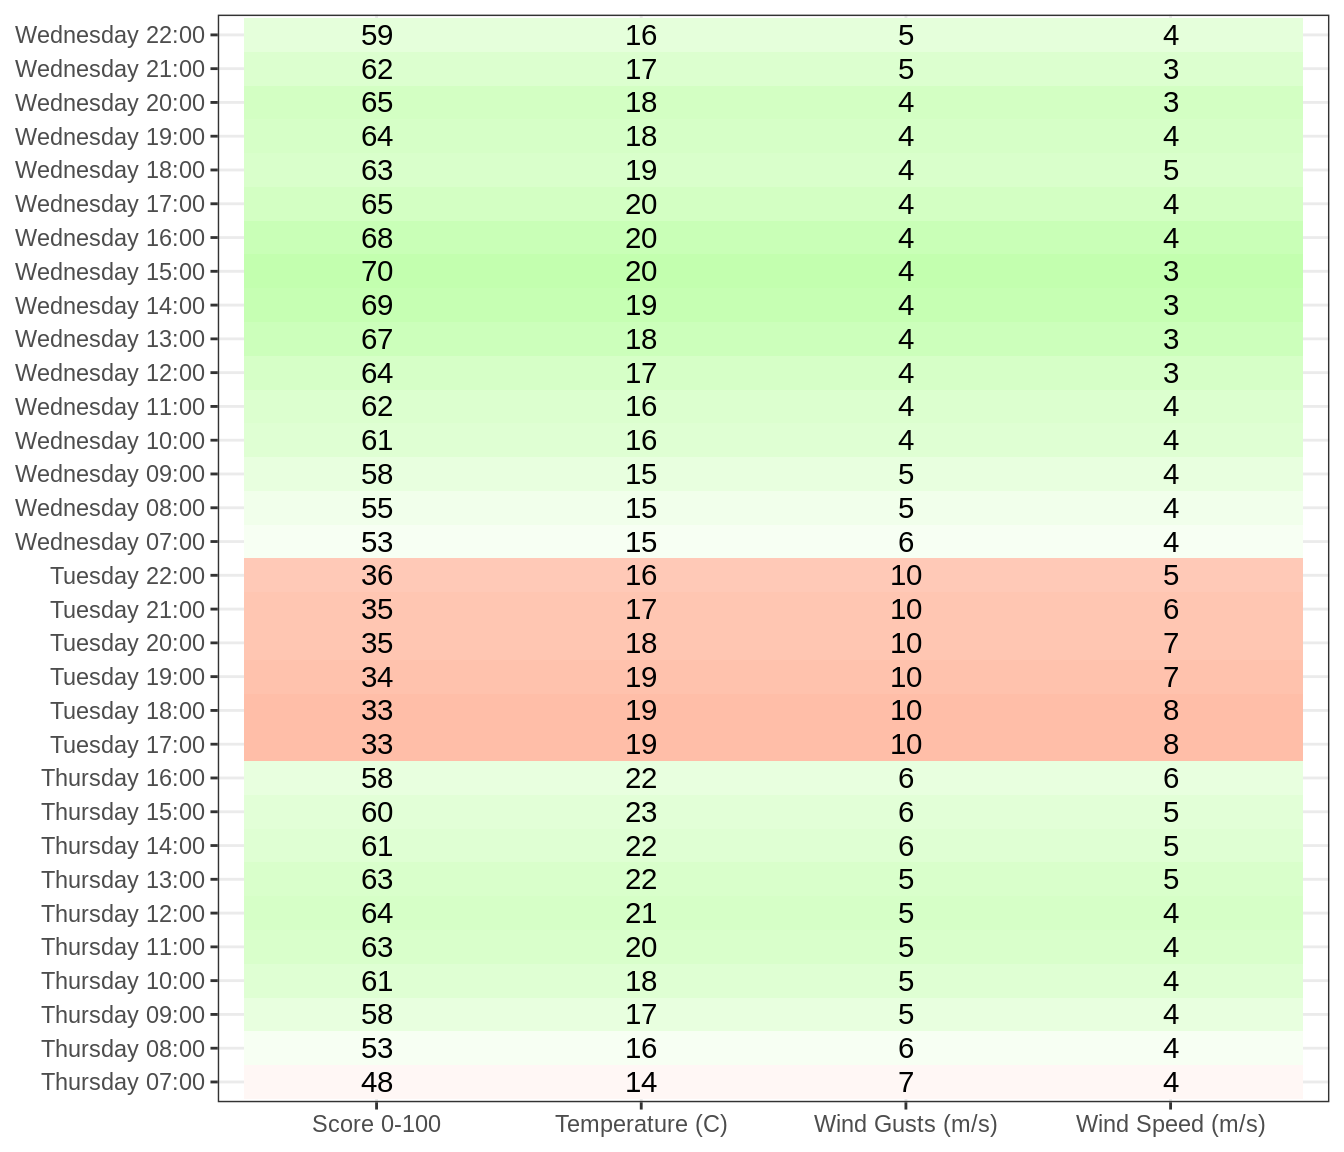 Wednesday 22:00 59 16 5 4
Wednesday 21:00 62 17 5 3
Wednesday 20:00 65 18 4 3
Wednesday 19:00 64 18 4 4
Wednesday 18:00 63 19 4 5
Wednesday 17:00 65 20 4 4
Wednesday 16:00 68 20 4 4
Wednesday 15:00 70 20 4 3
Wednesday 14:00 69 19 4 3
Wednesday 13:00 67 18 4 3
Wednesday 12:00 64 17 4 3
Wednesday 11:00 62 16 4 4
Wednesday 10:00 61 16 4 4
Wednesday 09:00 58 15 5 4
Wednesday 08:00 55 15 5 4
Wednesday 07:00 53 15 6 4
Tuesday 22:00 36 16 10 5
Tuesday 21:00 35 17 10 6
Tuesday 20:00 35 18 10 7
Tuesday 19:00 34 19 10 7
Tuesday 18:00 33 19 10 8
Tuesday 17:00 33 19 10 8
Thursday 16:00 58 22 6 6
Thursday 15:00 60 23 6 5
Thursday 14:00 61 22 6 5
Thursday 13:00 63 22 5 5
Thursday 12:00 64 21 5 4
Thursday 11:00 63 20 5 4
Thursday 10:00 61 18 5 4
Thursday 09:00 58 17 5 4
Thursday 08:00 53 16 6 4
Thursday 07:00 48 14 7 4
Score 0-100 Temperature (C) Wind Gusts (m/s) Wind Speed (m/s)